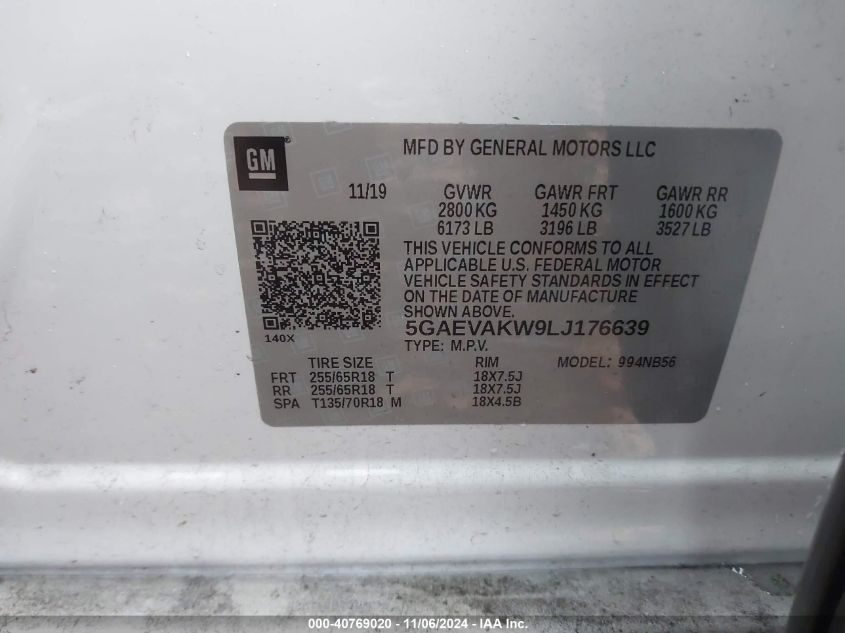 GM
MFD BY GENERAL MOTORS LLC
11/19 GVWR GAWR FRT GAWR RR
2800 KG 1450 KG 1600 KG
6173 LB 3196 LB 3527 LB
THIS VEHICLE CONFORMS TO ALL
APPLICABLE U.S. FEDERAL MOTOR
VEHICLE SAFETY STANDARDS IN EFFECT
ON THE DATE OF MANUFACTURE
SHOWN ABOVE.
140X
5GAEVAKW9LJ176639
TYPE: M.P.V.
TIRE SIZE RIM MODEL: 994NB56
FRT 255/65R18 T 18X7.5J
RR 255/65R18 T 18X7.5J
SPA T135/70R18 M 18X4.5B
000-40769020 - 11/06/2024 - IAA Inc.